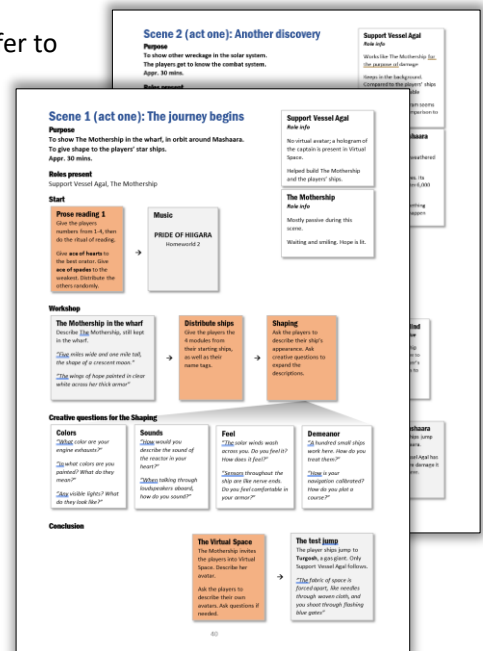 fer to
Scene 2 (act one): Another discovery
Purpose
To show other wreckage in the solar system.
The players get to know the combat system.
Appr. 30 mins.
Support Vessel Agal
Role info
Works like The Mothership for
the purpose of damage
Keeps in the background.
Compared to the players' ships
Scene 1 (act one): The journey begins
Purpose
To show The Mothership in the wharf, in orbit around Mashaara.
To give shape to the players' star ships.
Appr. 30 mins.
Roles present
Support Vessel Agal, The Mothership
Support Vessel Agal
Role info
No virtual avatar; a hologram of
the captain is present in Virtual
Space.
Helped build The Mothership
and the players' ships.
The Mothership
Role info
Mostly passive during this
scene.
Waiting and smiling. Hope is lit.
Start
Prose reading 1
Give the players
numbers from 1-4, then
do the ritual of reading.
Give ace of hearts to
the best orator. Give
ace of spades to the
weakest. Distribute the
others randomly.
→
Music
PRIDE OF HIIGARA
Homeworld 2
Workshop
The Mothership in the wharf
Describe The Mothership, still kept
in the wharf.
"Five miles wide and one mile tall,
the shape of a crescent moon."
"The wings of hope painted in clear
white across her thick armor"
→
Distribute ships
Give the players the
4 modules from
their starting ships,
as well as their
name tags.
→
Shaping
Ask the players to
describe their ship's
appearance. Ask
creative questions to
expand the
descriptions.
Creative questions for the Shaping
Colors
"What color are your
engine exhausts?"
"In what colors are you
painted? What do they
mean?"
"Any visible lights? What
do they look like?"
Sounds
"How would you
describe the sound of
the reactor in your
heart?"
"When talking through
loudspeakers aboard,
how do you sound?"
Feel
"The solar winds wash
across you. Do you feel it?
How does it feel?"
"Sensors throughout the
ship are like nerve ends.
Do you feel comfortable in
your armor?"
Demeanor
"A hundred small ships
work here. How do you
treat them?"
"How is your
navigation calibrated?
How do you plot a
course?"
Conclusion
The Virtual Space
The Mothership invites
the players into Virtual
Space. Describe her
avatar.
Ask the players to
describe their own
avatars. Ask questions if
needed.
→
The test jump
The player ships jump to
Turgosh, a gas giant. Only
Support Vessel Agal follows.
"The fabric of space is
forced apart, like needles
through woven cloth, and
you shoot through flashing
blue gates"